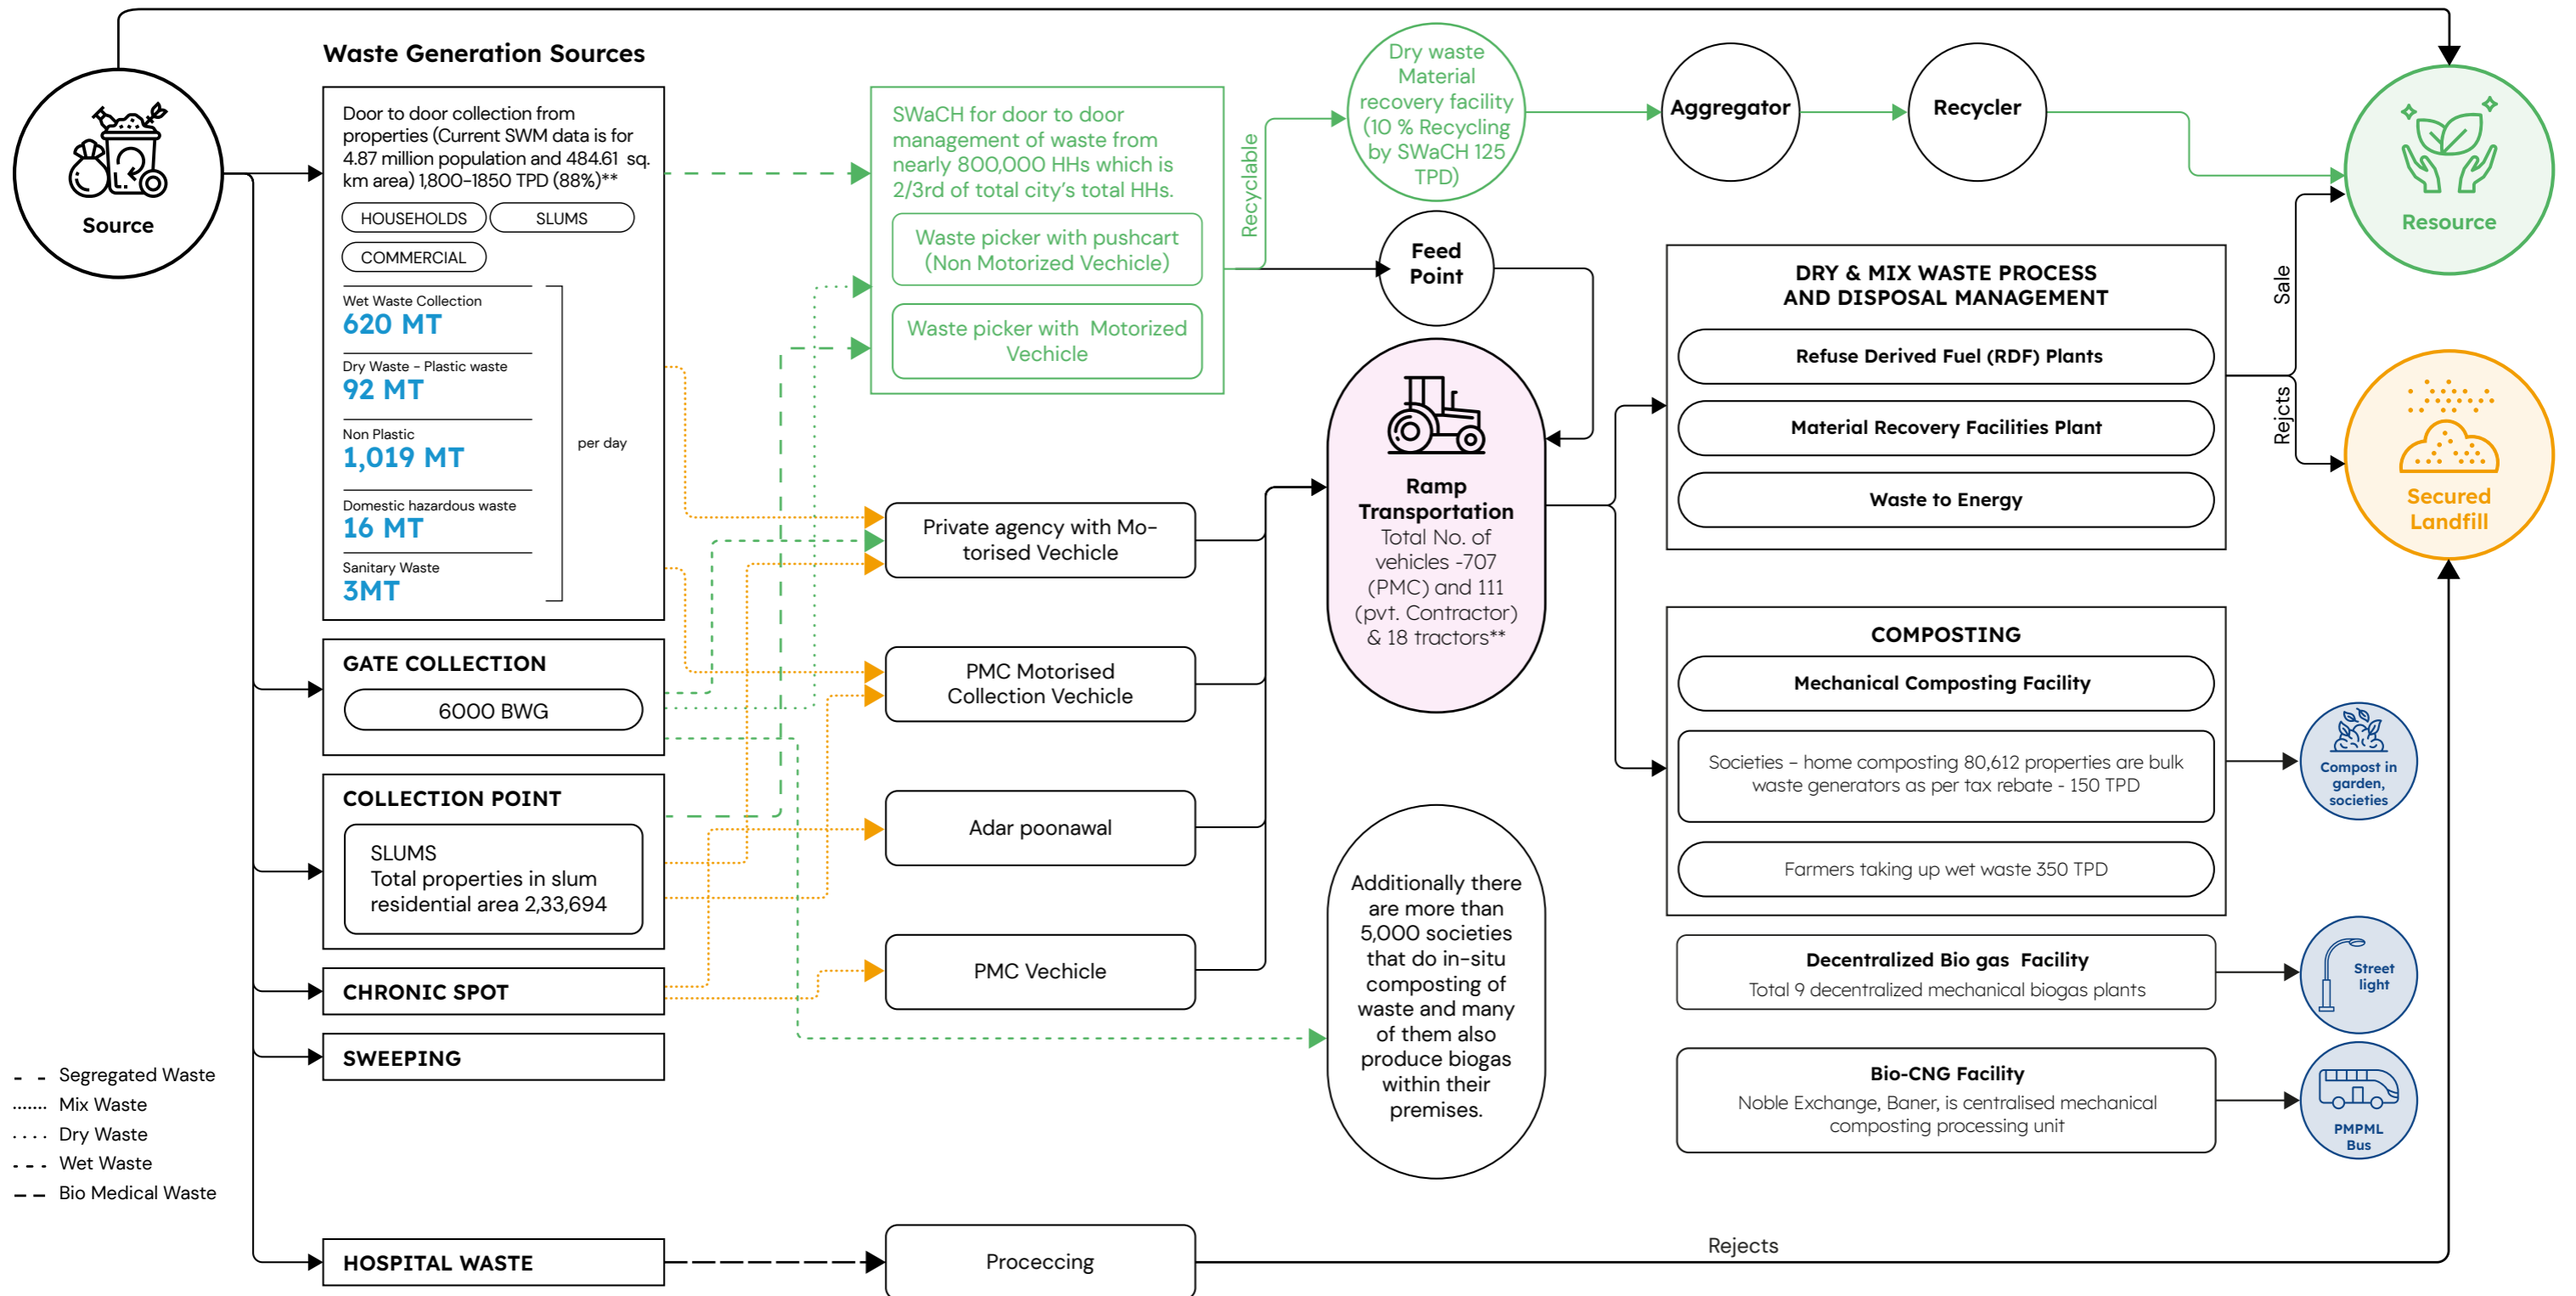 Waste Generation Sources
Source
Door to door collection from
properties (Current SWM data is for
4.87 million population and 484.61 sq.
km area) 1,800-1850 TPD (88%)**
HOUSEHOLDS
SLUMS
COMMERCIAL
Wet Waste Collection
620 MT
Dry Waste - Plastic waste
92 MT
Non Plastic
1,019 MT
Domestic hazardous waste
16 MT
Sanitary Waste
3MT
per day
GATE COLLECTION
6000 BWG
COLLECTION POINT
SLUMS
Total properties in slum
residential area 2,33,694
CHRONIC SPOT
SWEEPING
HOSPITAL WASTE
Segregated Waste
Mix Waste
Dry Waste
Wet Waste
Bio Medical Waste
SWaCH for door to door
management of waste from
nearly 800,000 HHs which is
2/3rd of total city's total HHs.
Waste picker with pushcart
(Non Motorized Vechicle)
Waste picker with Motorized
Vechicle
Private agency with Mo-
torised Vechicle
PMC Motorised
Collection Vechicle
Adar poonawal
PMC Vechicle
Proceccing
Recyclable
Dry waste
Material
recovery facility
(10 % Recycling
by SWaCH 125
TPD)
Aggregator
Recycler
Resource
Feed
Point
Ramp
Transportation
Total No. of
vehicles -707
(PMC) and 111
(pvt. Contractor)
& 18 tractors**
Additionally there
are more than
5,000 societies
that do in-situ
composting of
waste and many
of them also
produce biogas
within their
premises.
DRY & MIX WASTE PROCESS
AND DISPOSAL MANAGEMENT
Refuse Derived Fuel (RDF) Plants
Material Recovery Facilities Plant
Waste to Energy
Sale
Rejcts
Secured
Landfill
COMPOSTING
Mechanical Composting Facility
Societies – home composting 80,612 properties are bulk
waste generators as per tax rebate - 150 TPD
Farmers taking up wet waste 350 TPD
Compost in
garden,
societies
Decentralized Bio gas Facility
Total 9 decentralized mechanical biogas plants
Street
light
Bio-CNG Facility
Noble Exchange, Baner, is centralised mechanical
composting processing unit
PMPML
Bus
Rejects